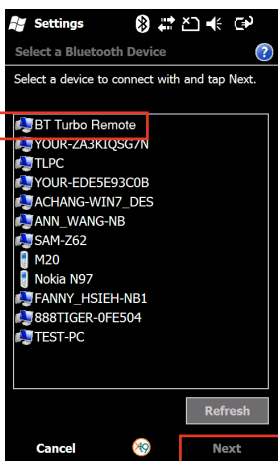 Settings
Select a Bluetooth Device
Select a device to connect with and tap Next.
BT Turbo Remote
YOUR-ZA3KIQSG7N
TLPC
YOUR-EDE5E93C0B
ACHANG-WIN7_DES
ANN_WANG-NB
SAM-Z62
M20
Nokia N97
FANNY_HSIEH-NB1
888TIGER-0FE504
TEST-PC
Refresh
Cancel
Next